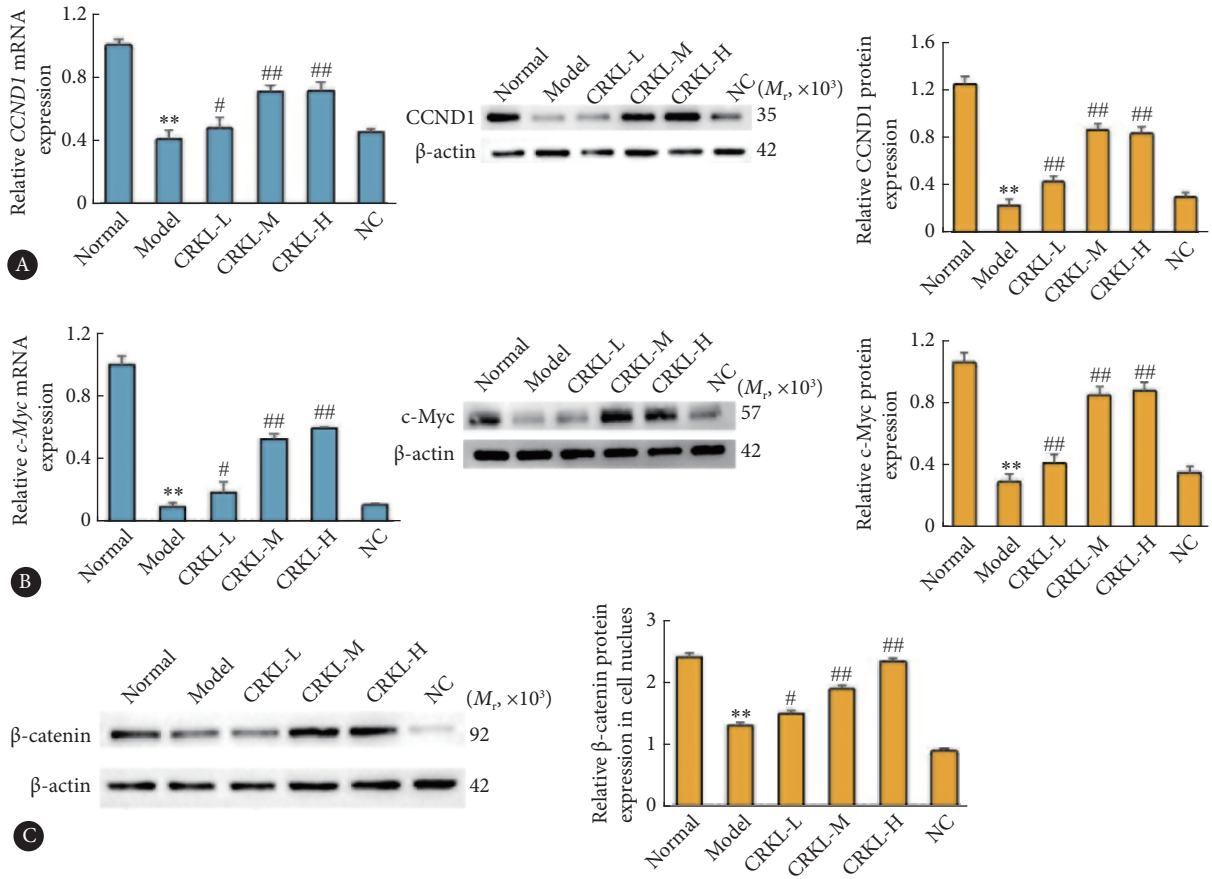 Relative CCND1 mRNA
expression
1.2
0.8
0.4
0
**
#
##
##
Normal
Model
CRKL-L
CRKL-M
CRKL-H
NC
A
Normal
Model
CRKL-L
CRKL-M
CRKL-H
NC
(Mr, ×10³)
CCND1
35
β-actin
42
Relative CCND1 protein
expression
1.6
1.2
0.8
0.4
0
**
##
##
##
Normal
Model
CRKL-L
CRKL-M
CRKL-H
NC
Relative c-Myc mRNA
expression
1.2
0.8
0.4
0
**
#
##
##
Normal
Model
CRKL-L
CRKL-M
CRKL-H
NC
B
Normal
Model
CRKL-L
CRKL-M
CRKL-H
NC
(Mr, ×10³)
c-Myc
57
β-actin
42
Relative c-Myc protein
expression
1.2
0.8
0.4
0
**
##
##
##
Normal
Model
CRKL-L
CRKL-M
CRKL-H
NC
Normal
Model
CRKL-L
CRKL-M
CRKL-H
NC
(Mr, ×10³)
β-catenin
92
β-actin
42
C
Relative β-catenin protein
expression in cell nuclues
3
2
1
0
**
#
##
##
Normal
Model
CRKL-L
CRKL-M
CRKL-H
NC